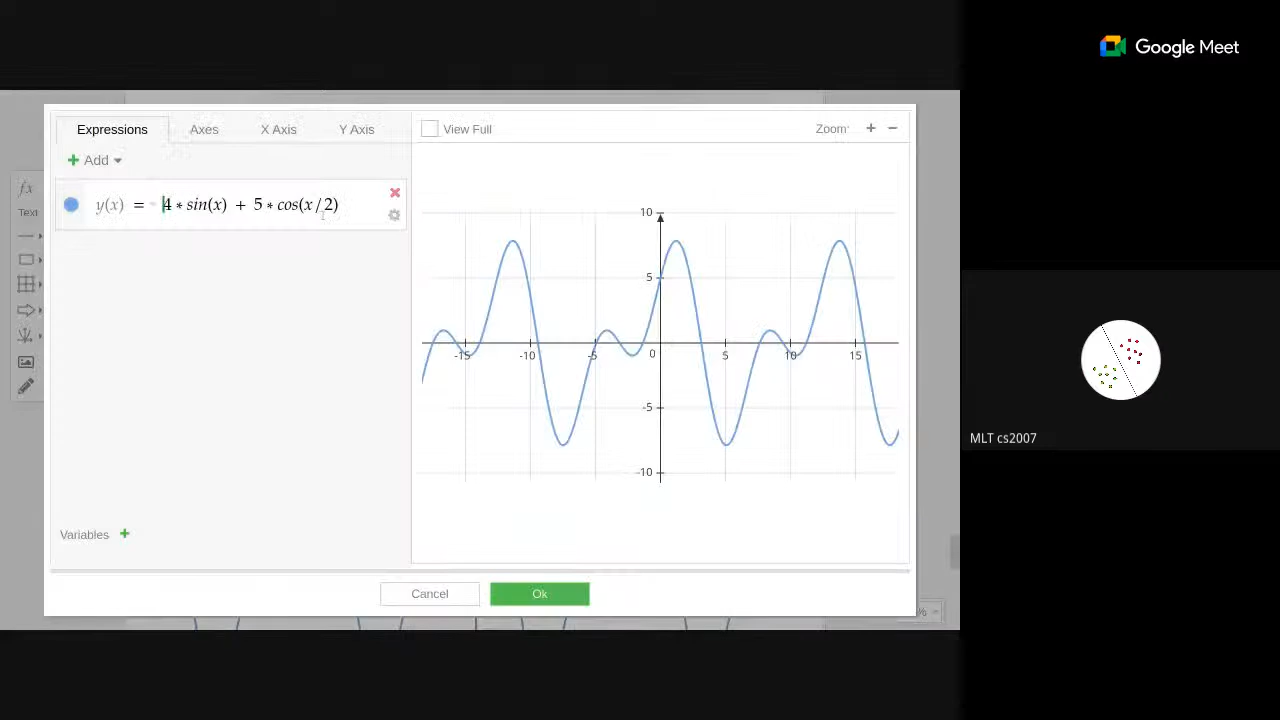 Google Meet
Expressions Axes X Axis Y Axis
View Full
Zoom: + −
+ Add
y(x) = 4 * sin(x) + 5 * cos(x/2)
fx
Text
10
5
-15 -10 -5 0 5 10 15
-5
-10
MLT cs2007
Variables +
Cancel Ok
%